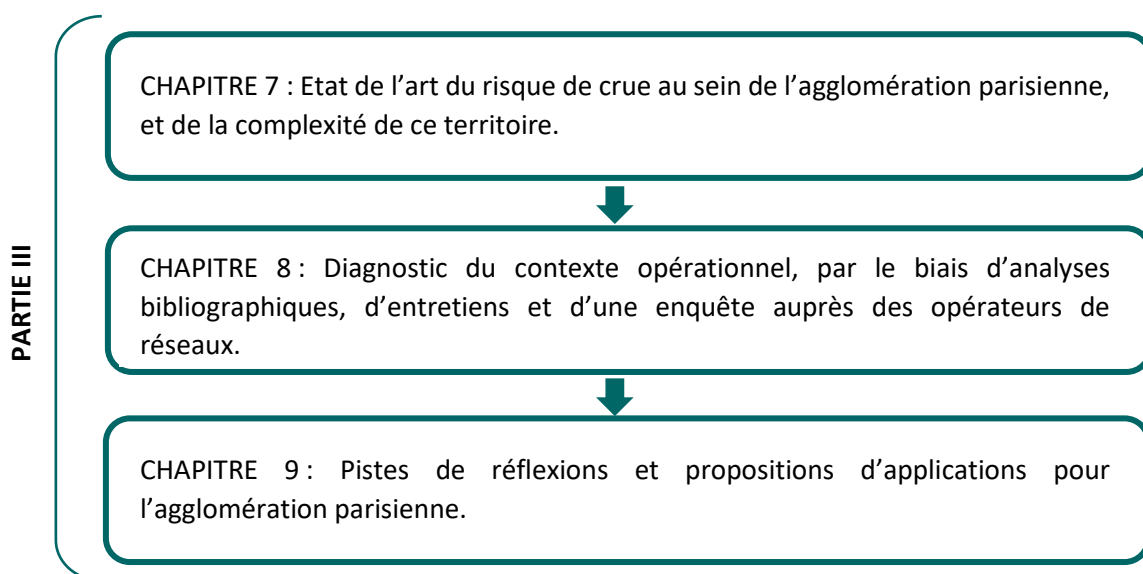 PARTIE III
CHAPITRE 7 : Etat de l’art du risque de crue au sein de l’agglomération parisienne,
et de la complexité de ce territoire.
CHAPITRE 8 : Diagnostic du contexte opérationnel, par le biais d’analyses
bibliographiques, d’entretiens et d’une enquête auprès des opérateurs de
réseaux.
CHAPITRE 9 : Pistes de réflexions et propositions d’applications pour
l’agglomération parisienne.